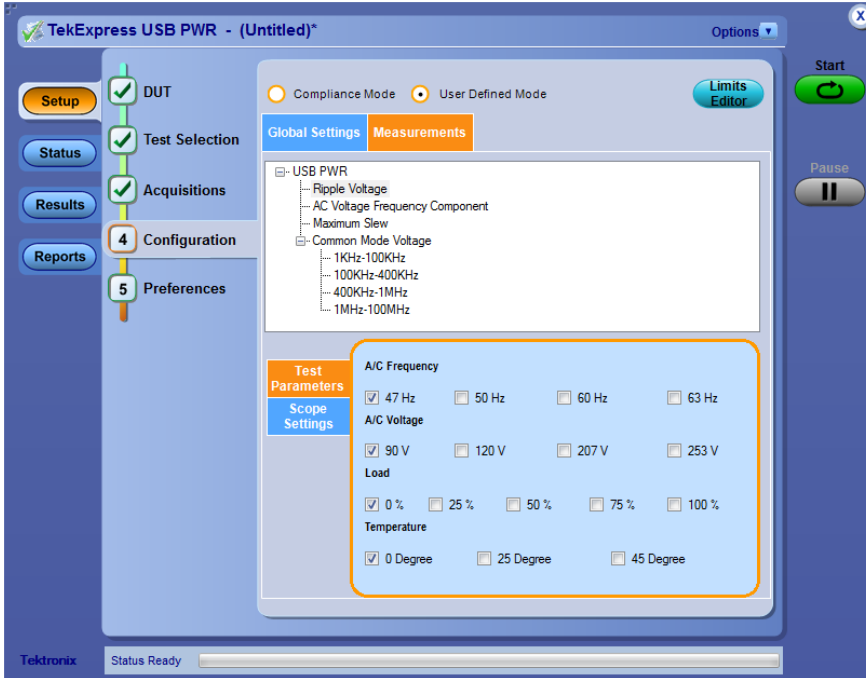 TekExpress USB PWR - (Untitled)*
Options
X
Setup
Status
Results
Reports
DUT
Test Selection
Acquisitions
4 Configuration
5 Preferences
Compliance Mode User Defined Mode
Limits
Editor
Global Settings Measurements
USB PWR
Ripple Voltage
AC Voltage Frequency Component
Maximum Slew
Common Mode Voltage
1KHz-100KHz
100KHz-400KHz
400KHz-1MHz
1MHz-100MHz
Test
Parameters
Scope
Settings
A/C Frequency
47 Hz 50 Hz 60 Hz 63 Hz
A/C Voltage
90 V 120 V 207 V 253 V
Load
0 % 25 % 50 % 75 % 100 %
Temperature
0 Degree 25 Degree 45 Degree
Start
Pause
Tektronix
Status Ready